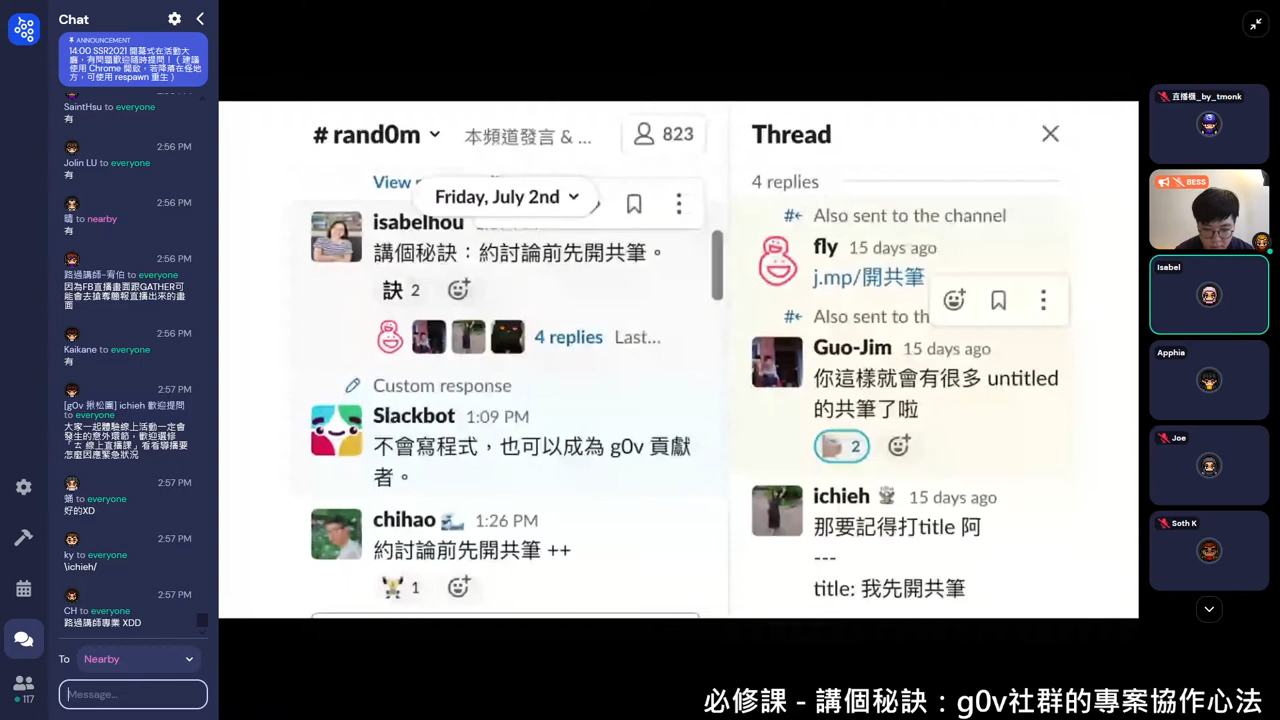 Chat
ANNOUNCEMENT
14:00 SSR2021 開幕式在活動大
廳，有問題歡迎隨時提問！（建議
使用 Chrome 開啟，若降落在怪地
方，可使用 respawn 重生）
SaintHsu to everyone
有
2:56 PM
Jolin LU to everyone
有
2:56 PM
晴 to nearby
有
2:56 PM
路過講師-宥伯 to everyone
因為FB直播畫面跟GATHER可
能會去搶奪體報直播出來的畫
面
2:56 PM
Kaikane to everyone
有
2:57 PM
[g0v 揪松團] ichieh 歡迎提問
to everyone
大家一起體驗線上活動一定會
發生的意外環節，歡迎選修
怎麼因應緊急狀況
2:57 PM
to everyone
好的XD
2:57 PM
ky to everyone
\ichieh/
2:57 PM
CH to everyone
路過講師專業 XDD
To
Nearby
Message...
117
# rand0m
本頻道發言 & ...
823
View
Friday, July 2nd
isabelhou
講個秘訣：約討論前先開共筆。
訣 2
4 replies Last...
Custom response
Slackbot 1:09 PM
不會寫程式，也可以成為 g0v 貢獻
者。
chihao 1:26 PM
約討論前先開共筆 ++
1
Thread
4 replies
Also sent to the channel
fly 15 days ago
j.mp/開共筆
Also sent to th
Guo-Jim 15 days ago
你這樣就會有很多 untitled
的共筆了啦
2
ichieh 15 days ago
那要記得打title 阿
---
title: 我先開共筆
直播機_by_tmonk
BESS
Isabel
Apphia
Joe
Soth K
必修課 - 講個秘訣：g0v社群的專案協作心法